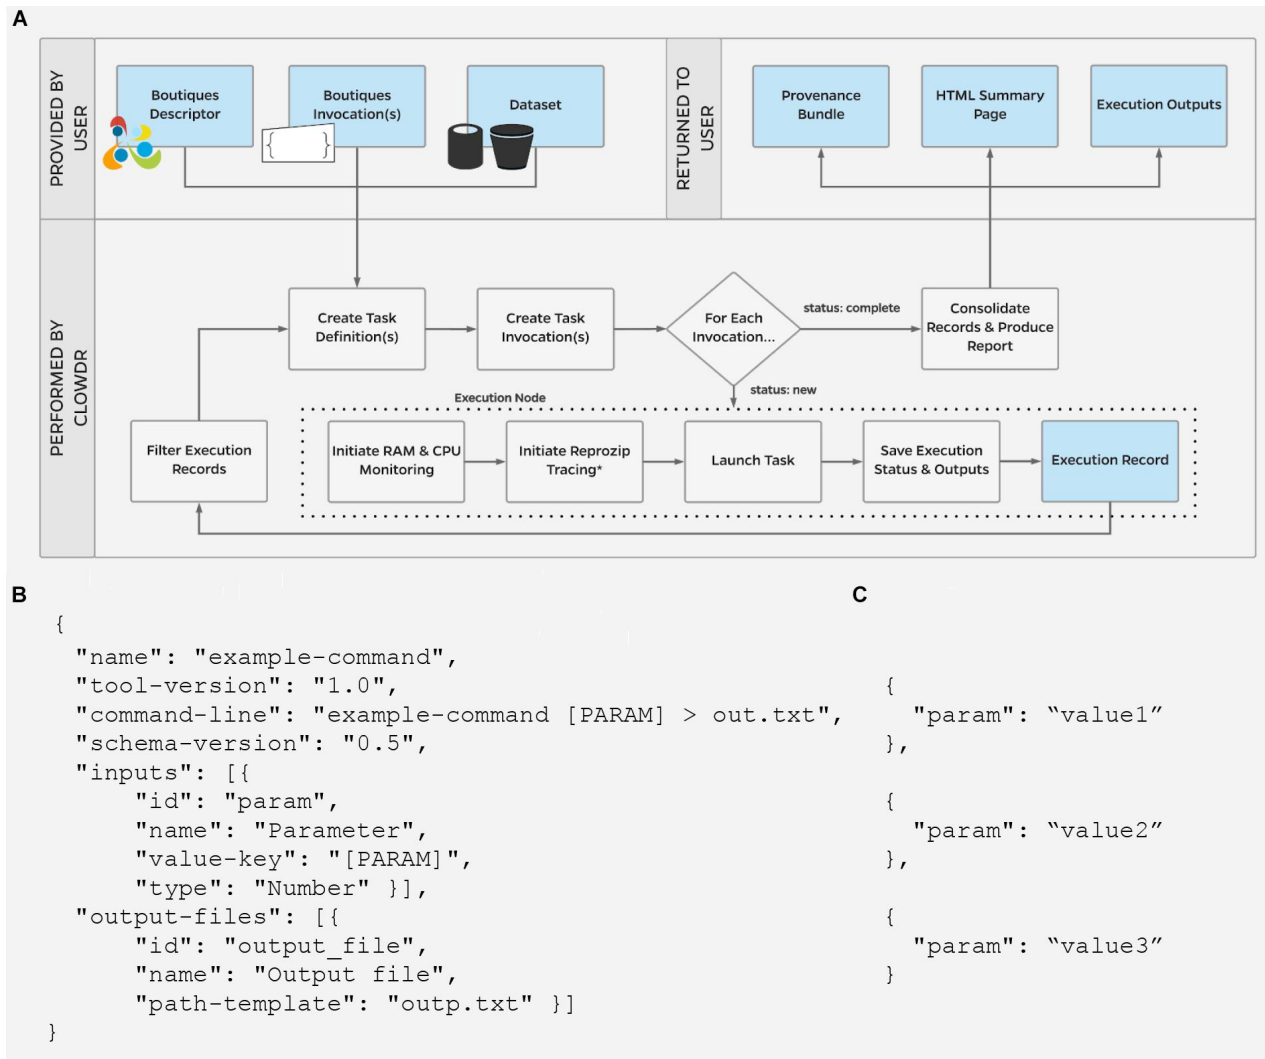 A
PROVIDED BY
USER
Boutiques
Descriptor
Boutiques
Invocation(s)
{ }
Dataset
RETURNED TO
USER
Provenance
Bundle
HTML Summary
Page
Execution Outputs
PERFORMED BY
CLOWDR
Create Task
Definition(s)
Create Task
Invocation(s)
For Each
Invocation...
status: complete
Consolidate
Records & Produce
Report
status: new
Execution Node
Filter Execution
Records
Initiate RAM & CPU
Monitoring
Initiate Reprozip
Tracing*
Launch Task
Save Execution
Status & Outputs
Execution Record
B
{
"name": "example-command",
"tool-version": "1.0",
"command-line": "example-command [PARAM] > out.txt",
"schema-version": "0.5",
"inputs": [{
"id": "param",
"name": "Parameter",
"value-key": "[PARAM]",
"type": "Number" }],
"output-files": [{
"id": "output_file",
"name": "Output file",
"path-template": "outp.txt" }]
}
C
{
"param": “value1”
},
{
"param": “value2”
},
{
"param": “value3”
}